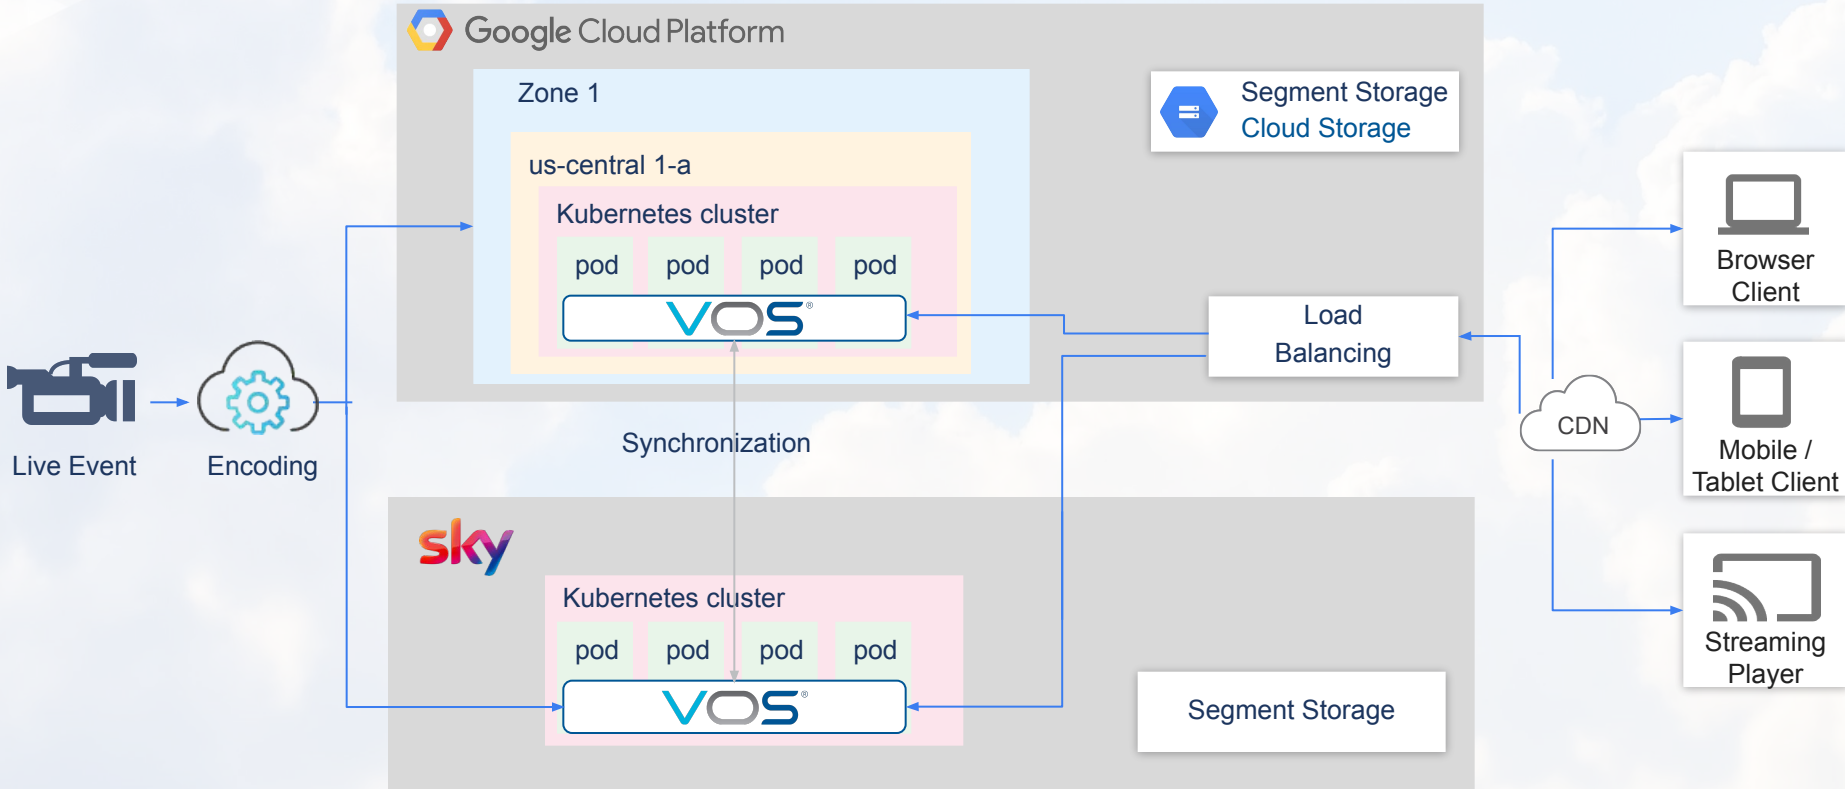 Google Cloud Platform
Zone 1
Segment Storage
Cloud Storage
us-central 1-a
Kubernetes cluster
pod pod pod pod
VOS®
Load
Balancing
Browser
Client
Live Event
Encoding
Synchronization
CDN
Mobile /
Tablet Client
sky
Kubernetes cluster
pod pod pod pod
VOS®
Segment Storage
Streaming
Player